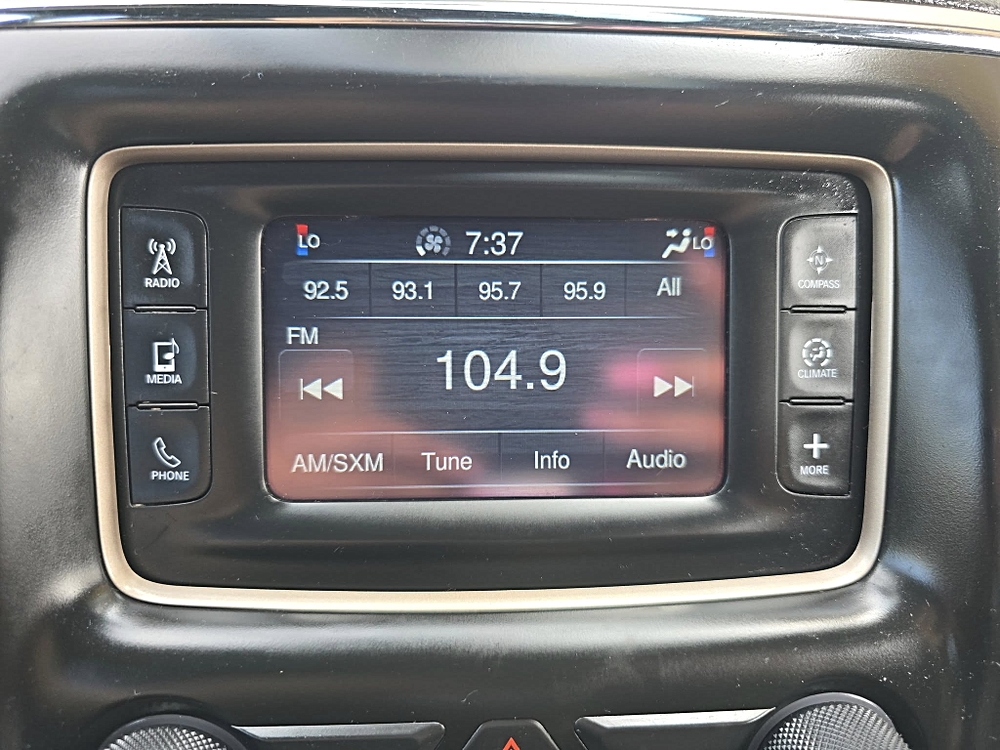 LO 7:37 LO
92.5 93.1 95.7 95.9 All
FM
104.9
AM/SXM Tune Info Audio
RADIO
MEDIA
PHONE
N
COMPASS
CLIMATE
MORE